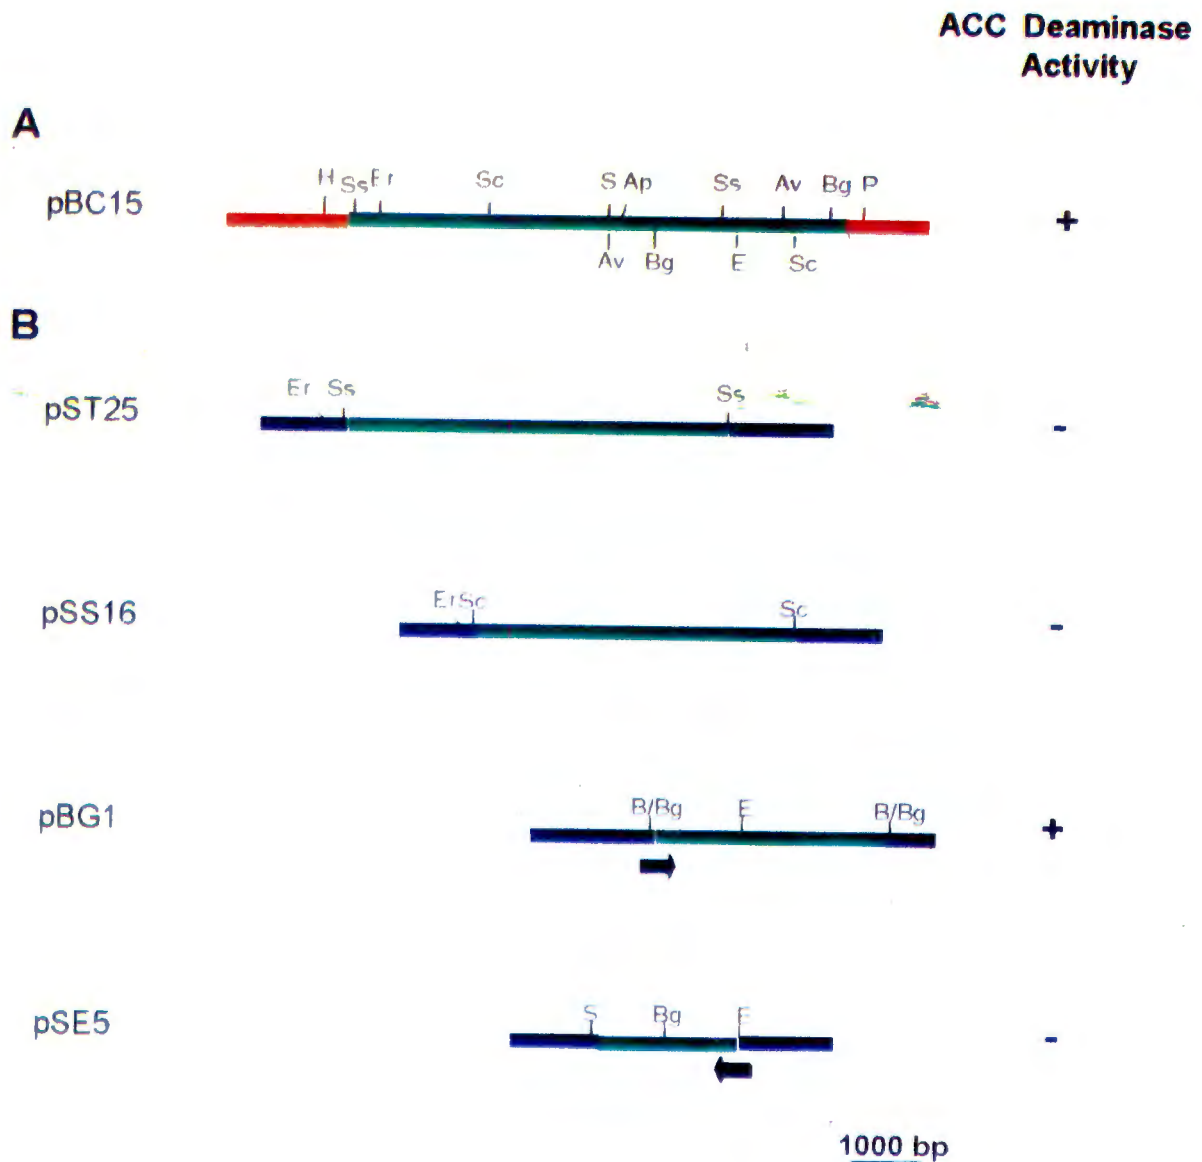 ACC Deaminase
Activity
A
pBC15
H Ss Er Sc S Ap Ss Av Bg P
+
Av Bg E Sc
B
pST25
Er Ss Ss
-
pSS16
Er Sc Sc
-
pBG1
B/Bg E B/Bg
+
pSE5
S Bg E
-
1000 bp